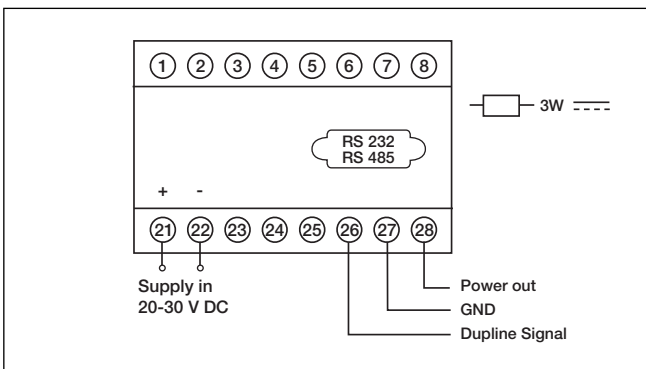 1 2 3 4 5 6 7 8
3W
RS 232
RS 485
+ -
21 22 23 24 25 26 27 28
Supply in
20-30 V DC
Power out
GND
Dupline Signal